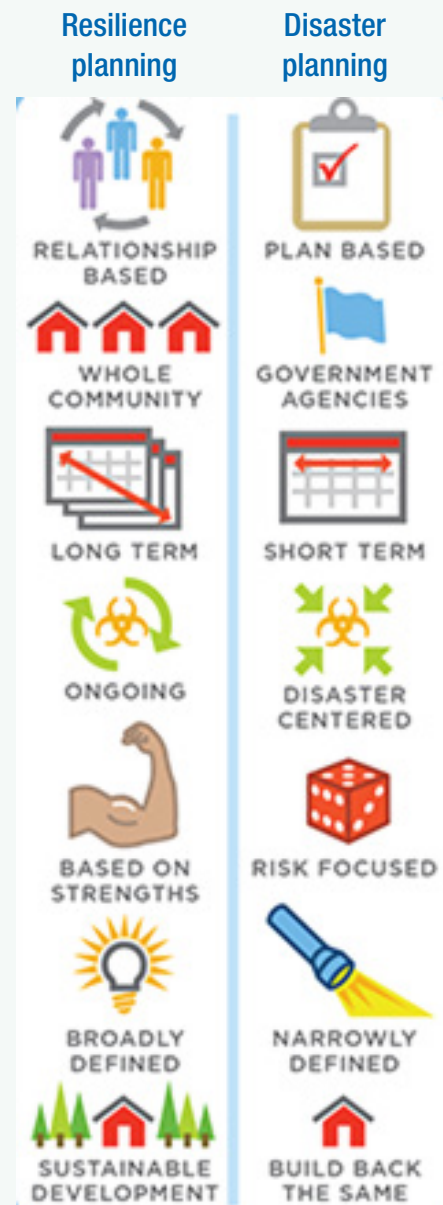 Resilience
planning
Disaster
planning
RELATIONSHIP
BASED
PLAN BASED
WHOLE
COMMUNITY
GOVERNMENT
AGENCIES
LONG TERM
SHORT TERM
ONGOING
DISASTER
CENTERED
BASED ON
STRENGTHS
RISK FOCUSED
BROADLY
DEFINED
NARROWLY
DEFINED
SUSTAINABLE
DEVELOPMENT
BUILD BACK
THE SAME